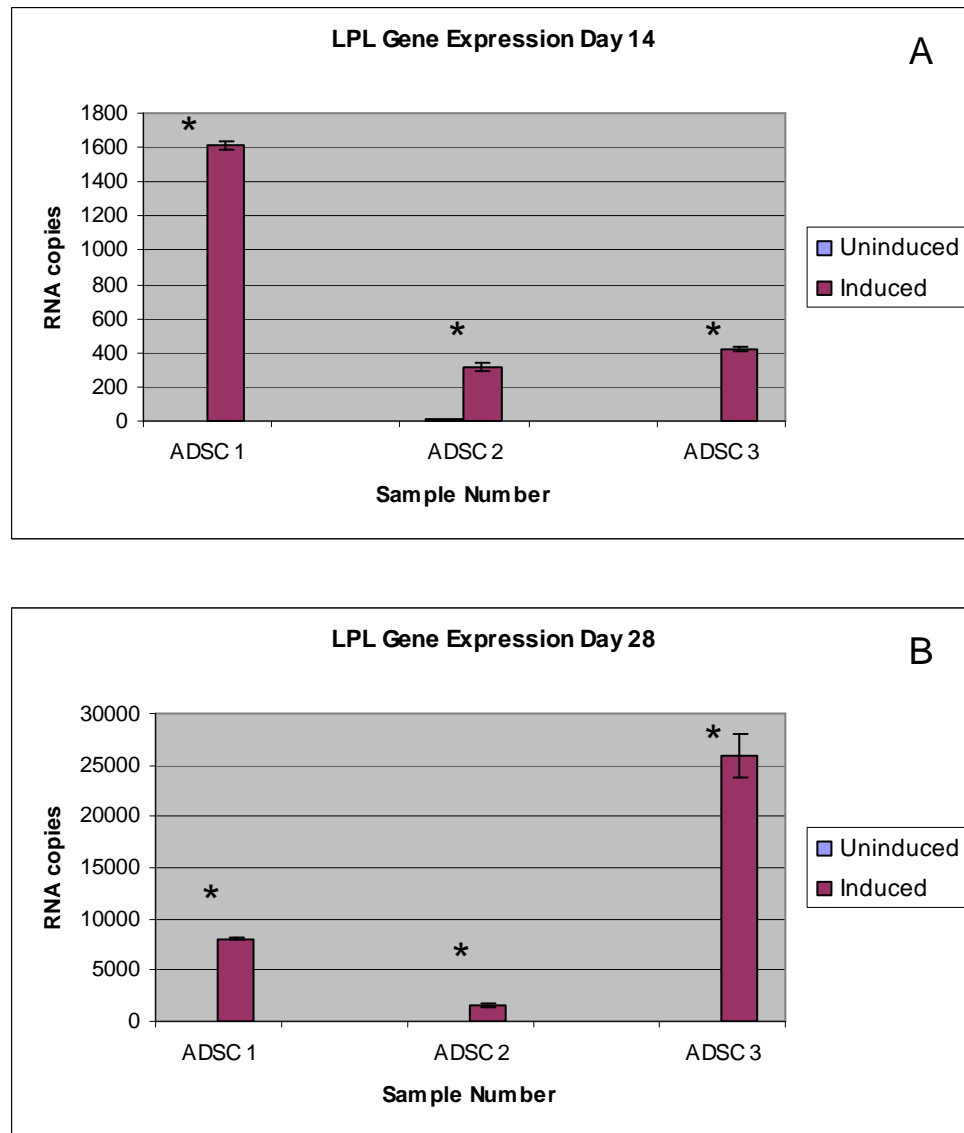 LPL Gene Expression Day 14
A
1800
1600
1400
1200
1000
800
600
400
200
0
RNA copies
*
*
*
ADSC 1 ADSC 2 ADSC 3
Sample Number
Uninduced
Induced
LPL Gene Expression Day 28
B
30000
25000
20000
15000
10000
5000
0
RNA copies
*
*
*
ADSC 1 ADSC 2 ADSC 3
Sample Number
Uninduced
Induced